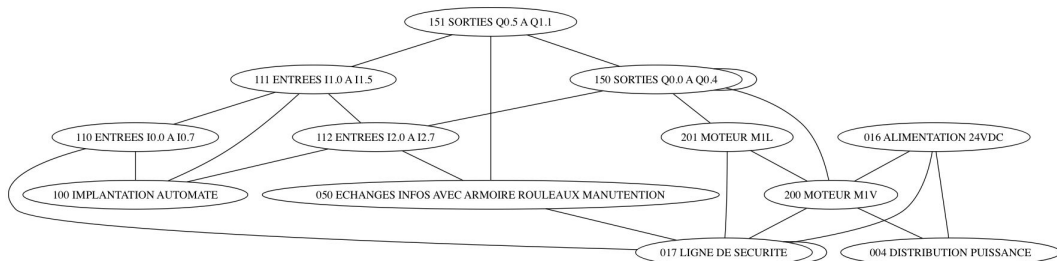 151 SORTIES Q0.5 A Q1.1
111 ENTREES I1.0 A I1.5
150 SORTIES Q0.0 A Q0.4
110 ENTREES I0.0 A I0.7
112 ENTREES I2.0 A I2.7
201 MOTEUR M1L
016 ALIMENTATION 24VDC
100 IMPLANTATION AUTOMATE
050 ECHANGES INFOS AVEC ARMOIRE ROULEAUX MANUTENTION
200 MOTEUR M1V
017 LIGNE DE SECURITE
004 DISTRIBUTION PUISSANCE